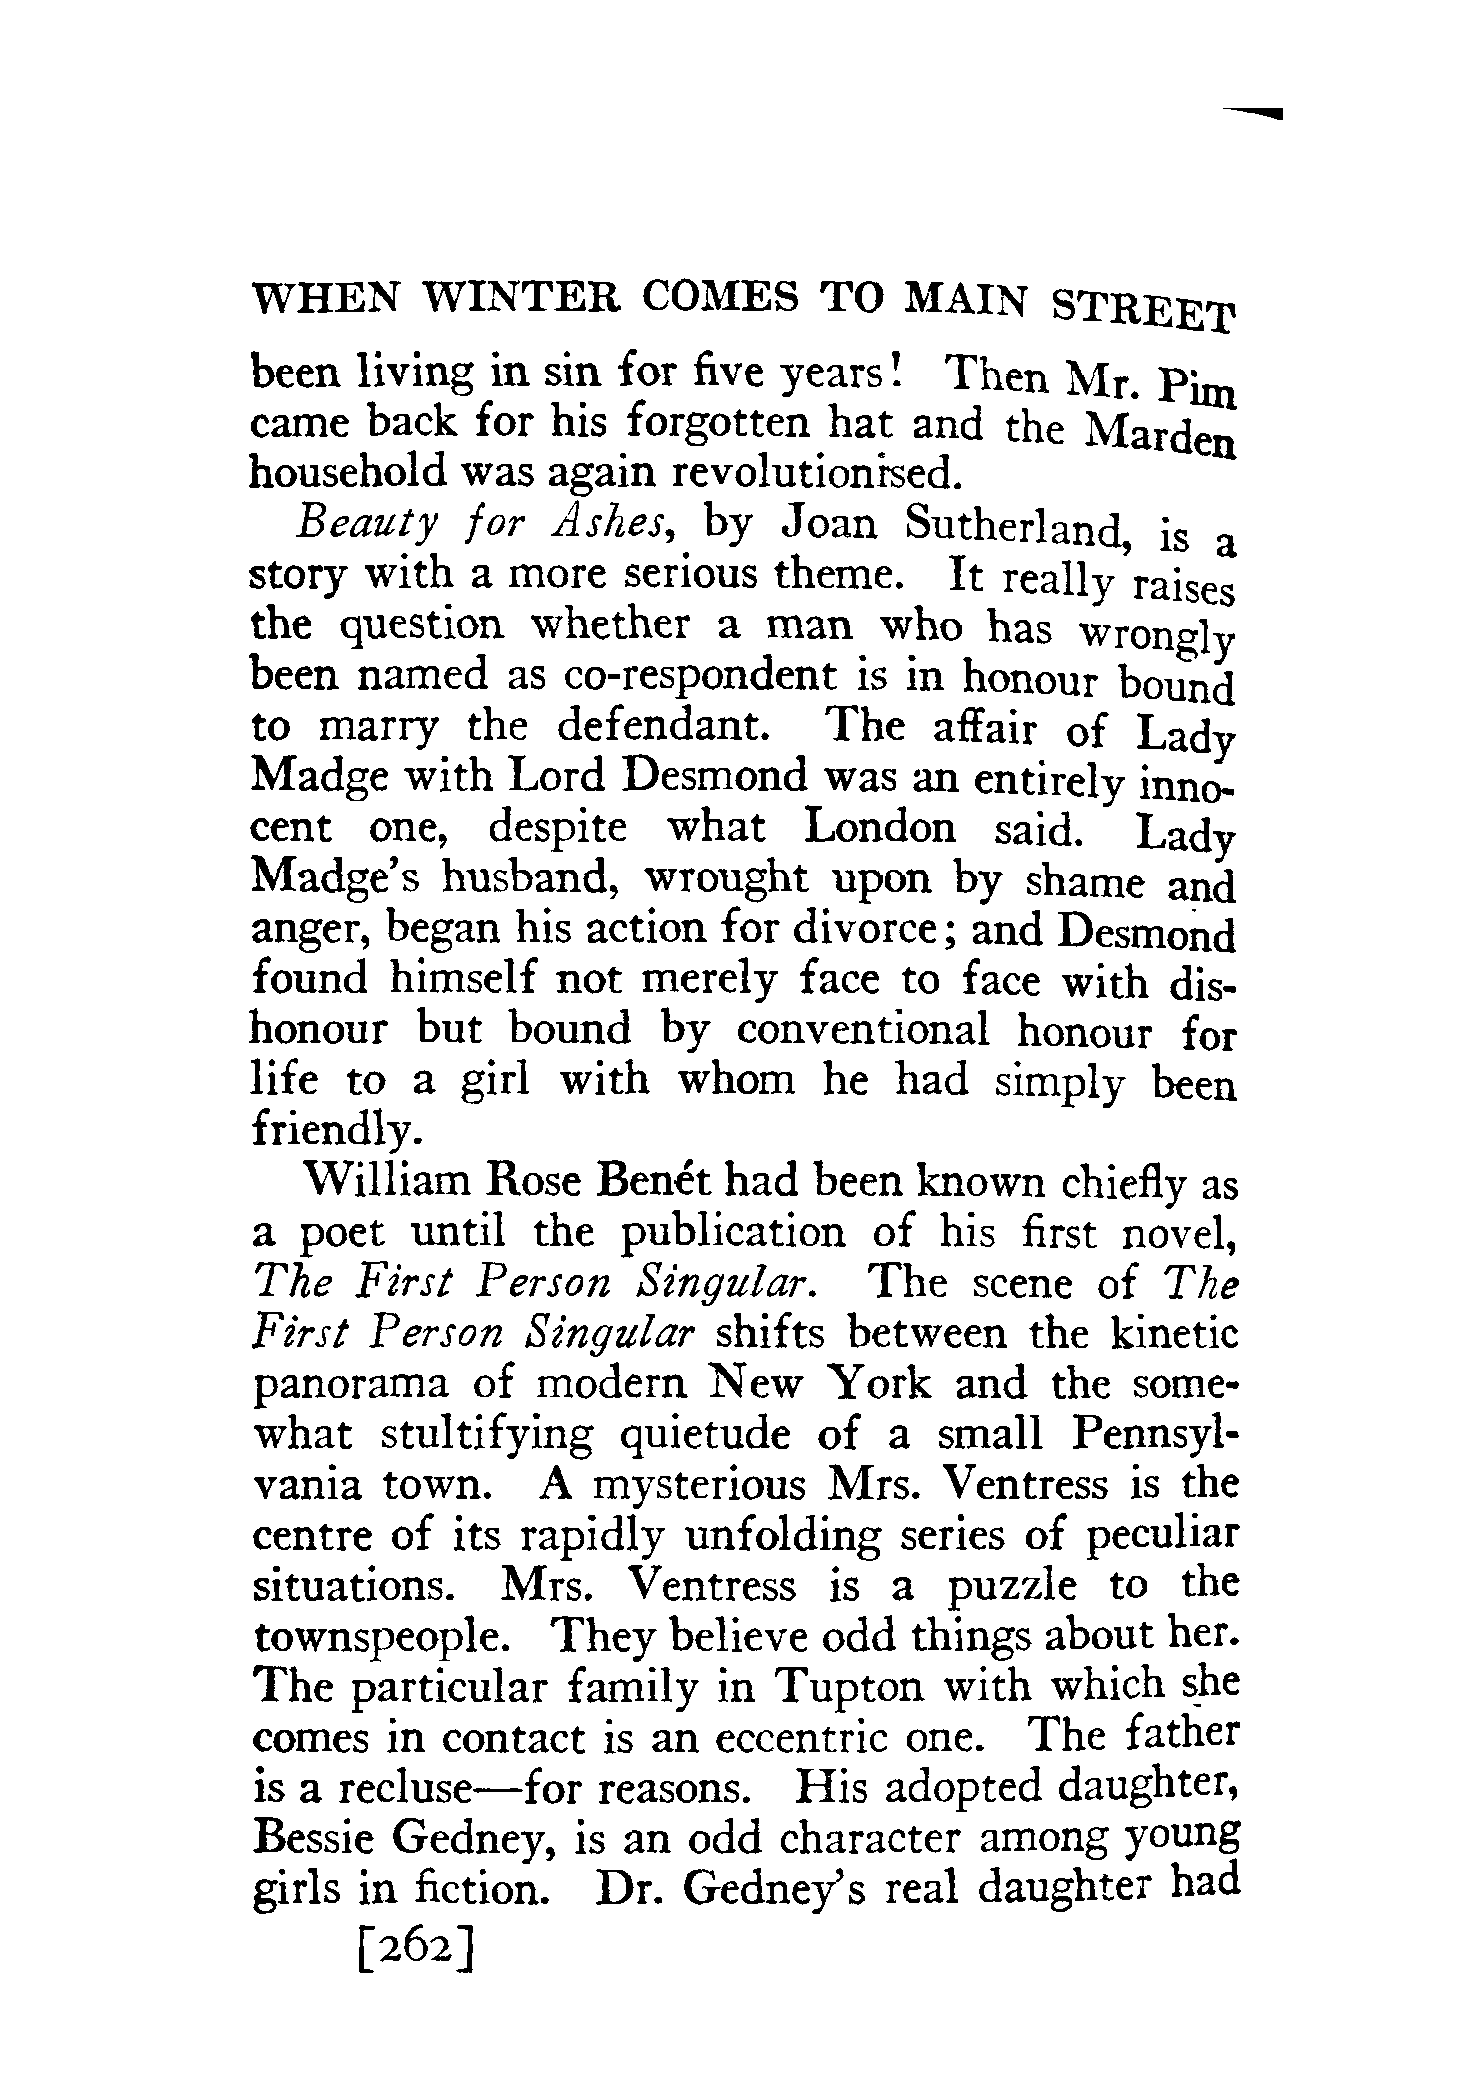 WHEN WINTER COMES TO MAIN STREET
been living in sin for five years! Then Mr. Pim
came back for his forgotten hat and the Marden
household was again revolutionised.
Beauty for Ashes, by Joan Sutherland, is a
story with a more serious theme. It really raises
the question whether a man who has wrongly
been named as co-respondent is in honour bound
to marry the defendant. The affair of Lady
Madge with Lord Desmond was an entirely inno-
cent one, despite what London said. Lady
Madge's husband, wrought upon by shame and
anger, began his action for divorce; and Desmond
found himself not merely face to face with dis-
honour but bound by conventional honour for
life to a girl with whom he had simply been
friendly.
William Rose Benét had been known chiefly as
a poet until the publication of his first novel,
The First Person Singular. The scene of The
First Person Singular shifts between the kinetic
panorama of modern New York and the some-
what stultifying quietude of a small Pennsyl-
vania town. A mysterious Mrs. Ventress is the
centre of its rapidly unfolding series of peculiar
situations. Mrs. Ventress is a puzzle to the
townspeople. They believe odd things about her.
The particular family in Tupton with which she
comes in contact is an eccentric one. The father
is a recluse—for reasons. His adopted daughter,
Bessie Gedney, is an odd character among young
girls in fiction. Dr. Gedney's real daughter had
[262]